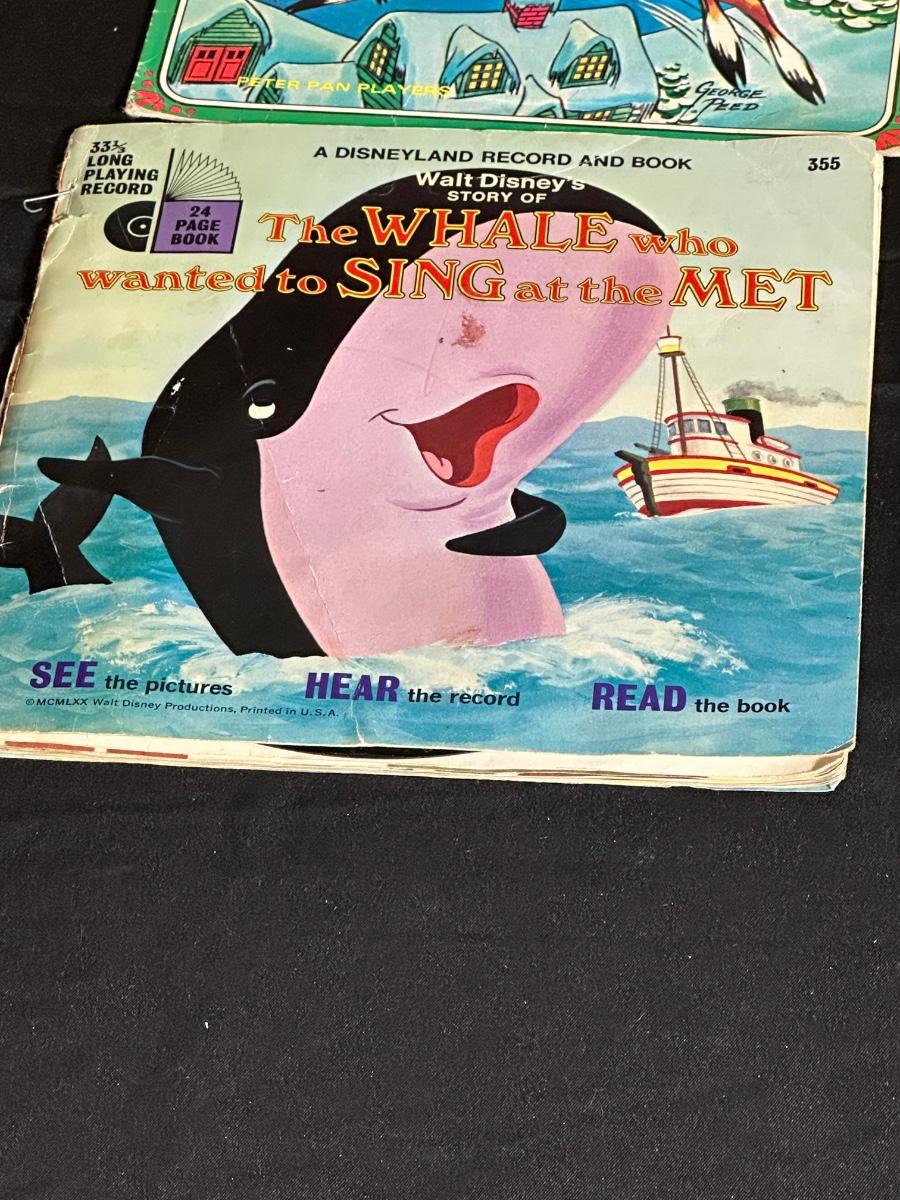 PETER PAN PLAYERS
GEORGE
PEED
33⅓
LONG
PLAYING
RECORD
24
PAGE
BOOK
A DISNEYLAND RECORD AND BOOK
355
Walt Disney's
STORY OF
The WHALE who
wanted to SING at the MET
SEE the pictures
HEAR the record
READ the book
©MCMLXX Walt Disney Productions, Printed in U.S.A.